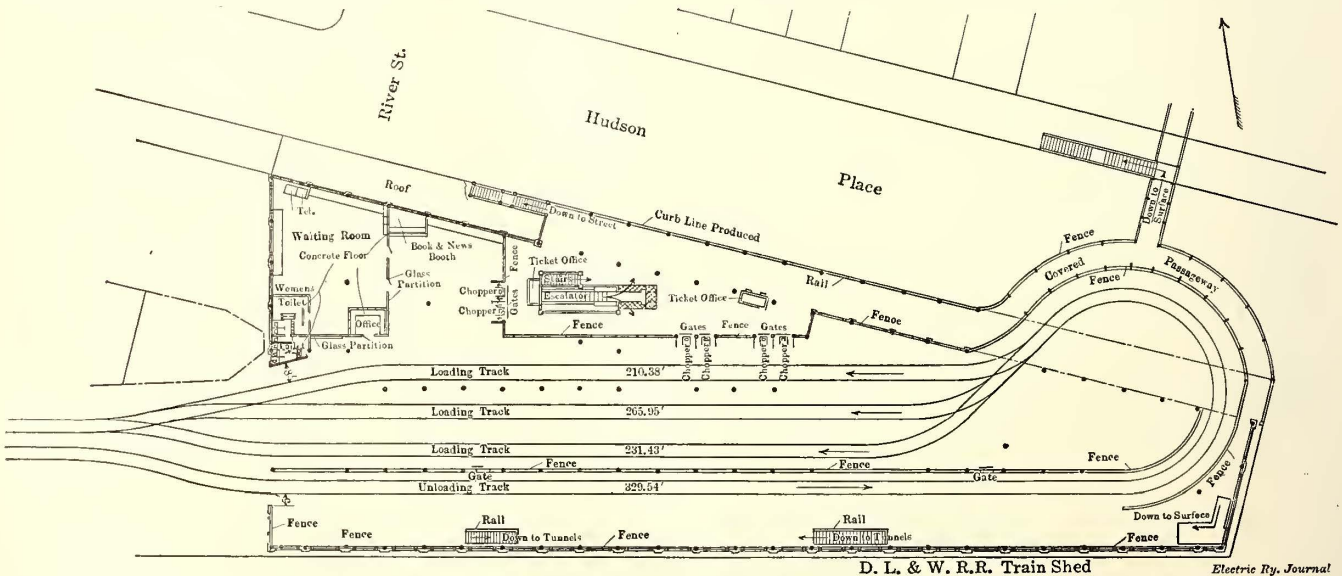 River St.
Hudson
Place
Roof
Tel.
Waiting Room
Concrete Floor
Book & News
Booth
Down to Street
Curb Line Produced
Rail
Fence
Covered
Passageway
Fence
Down to
Surface
Glass
Partition
Fence
Ticket Office
Stairs
Escalator
Ticket Office
Chopper
Chopper
Gates
Womens
Toilet
Toilet
Office
Glass Partition
Fence
Gates
Fence
Gates
Fence
Chopper
Chopper
Chopper
Chopper
Loading Track 210.38'
Loading Track 265.95'
Loading Track 231.43'
Fence
Fence
Fence
Gate
Gate
Unloading Track 329.54'
Fence
Fence
Rail
Down to Tunnels
Fence
Fence
Rail
Down to Tunnels
Fence
Down to Surface
D. L. & W. R.R. Train Shed
Electric Ry. Journal